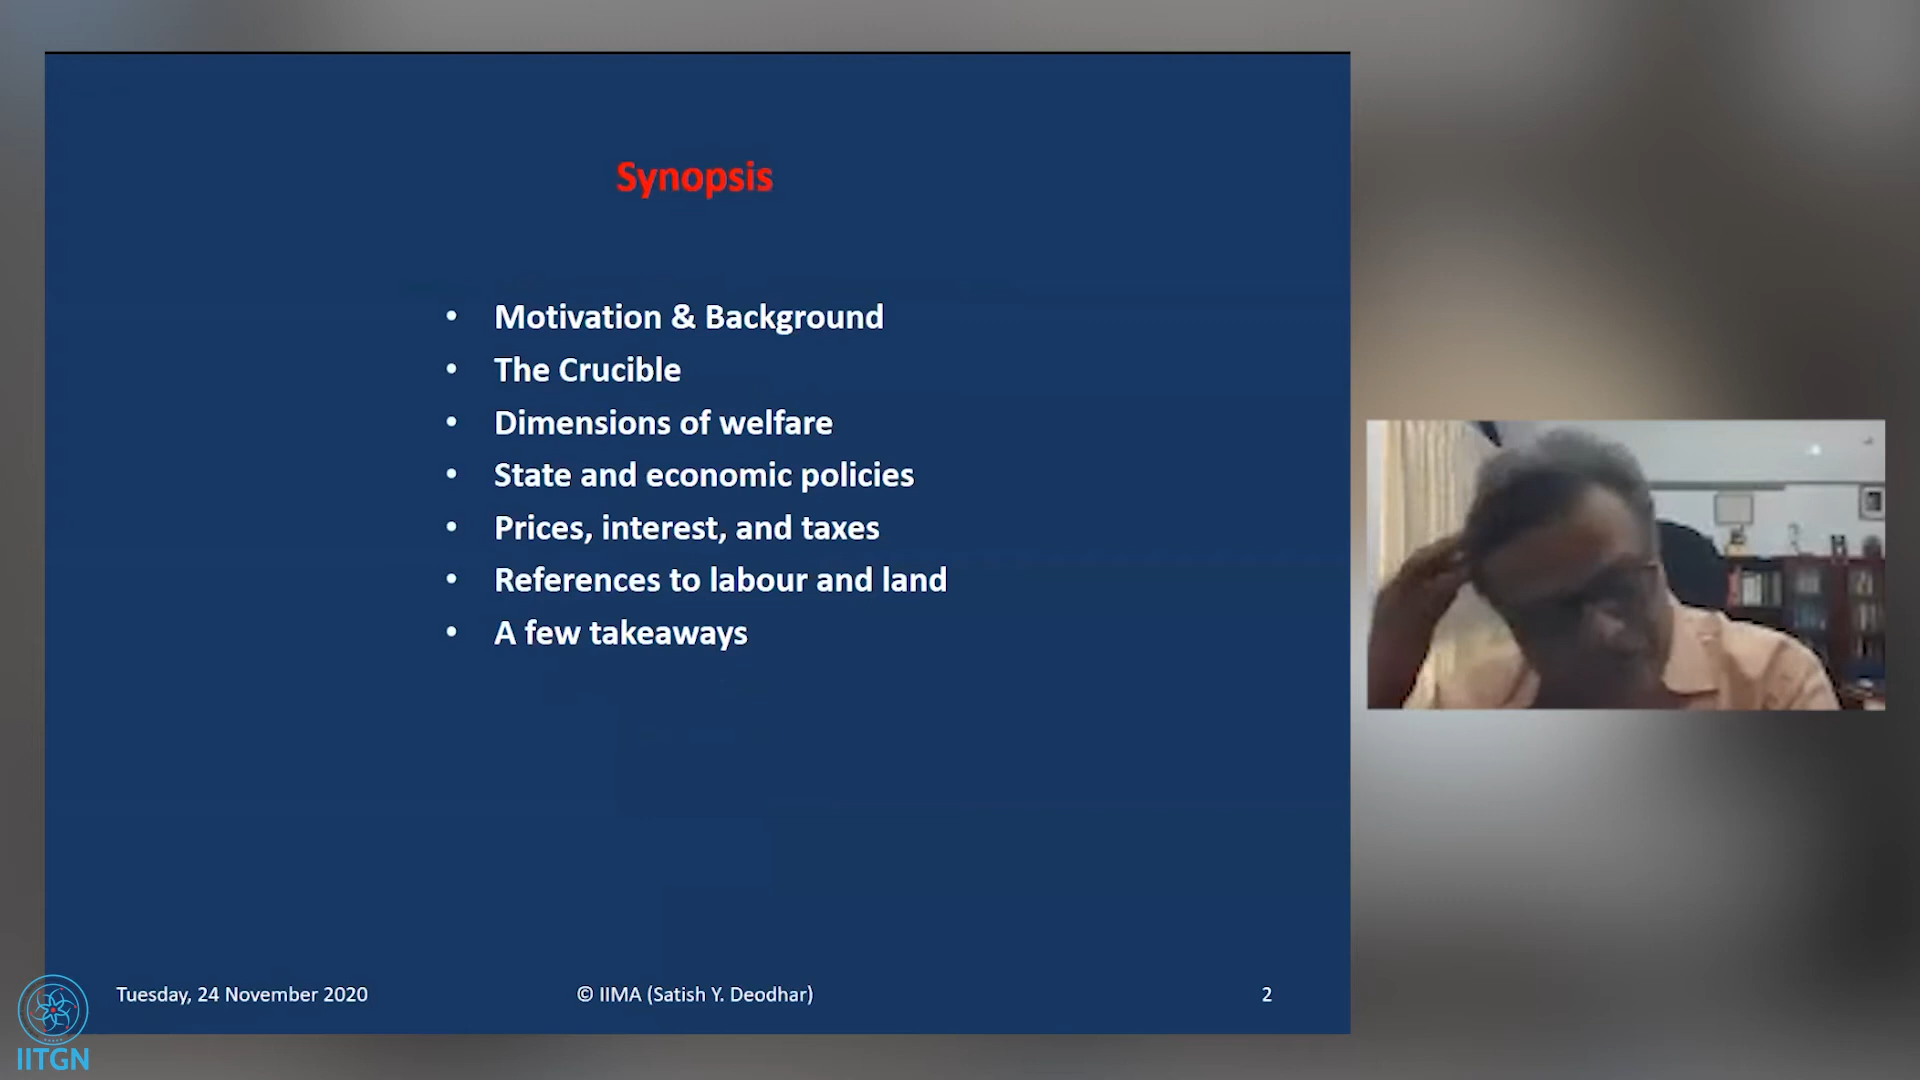 Synopsis
• Motivation & Background
• The Crucible
• Dimensions of welfare
• State and economic policies
• Prices, interest, and taxes
• References to labour and land
• A few takeaways
Tuesday, 24 November 2020
© IIMA (Satish Y. Deodhar)
2
IITGN